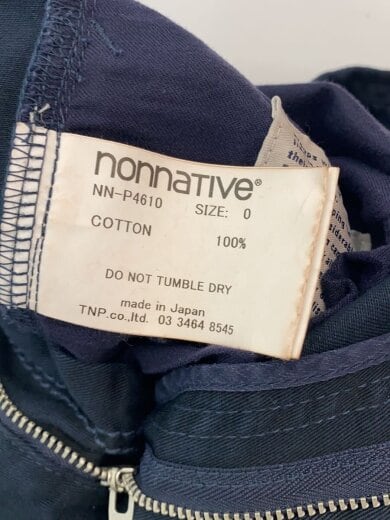 nonnative®
NN-P4610 SIZE: 0
COTTON 100%
DO NOT TUMBLE DRY
made in Japan
TNP.co.,ltd. 03 3464 8545